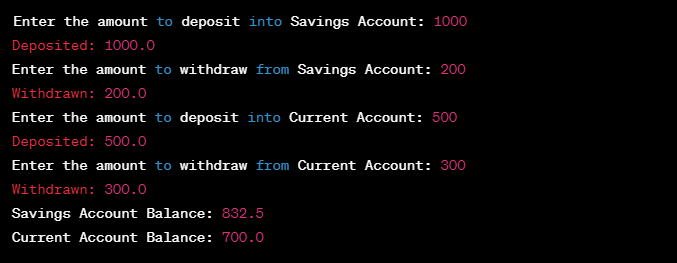 Enter the amount to deposit into Savings Account: 1000
Deposited: 1000.0
Enter the amount to withdraw from Savings Account: 200
Withdrawn: 200.0
Enter the amount to deposit into Current Account: 500
Deposited: 500.0
Enter the amount to withdraw from Current Account: 300
Withdrawn: 300.0
Savings Account Balance: 832.5
Current Account Balance: 700.0